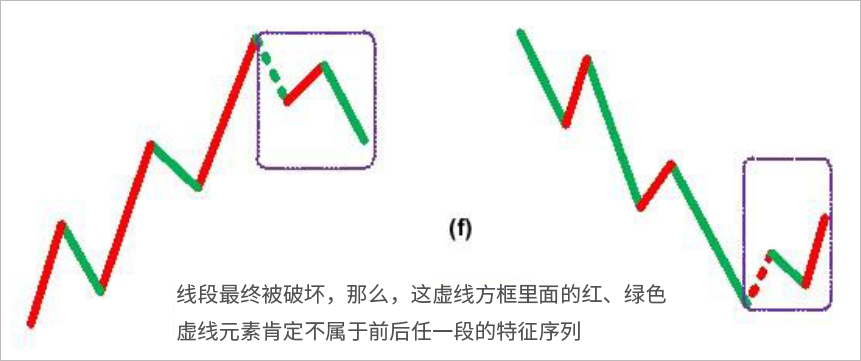 (f)
线段最终被破坏，那么，这虚线方框里面的红、绿色
虚线元素肯定不属于前后任一段的特征序列